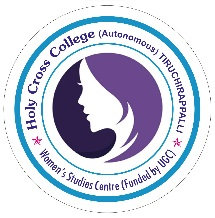 Holy Cross College (Autonomous) TIRUCHIRAPPALLI
Women's Studies Centre (Funded by UGC)